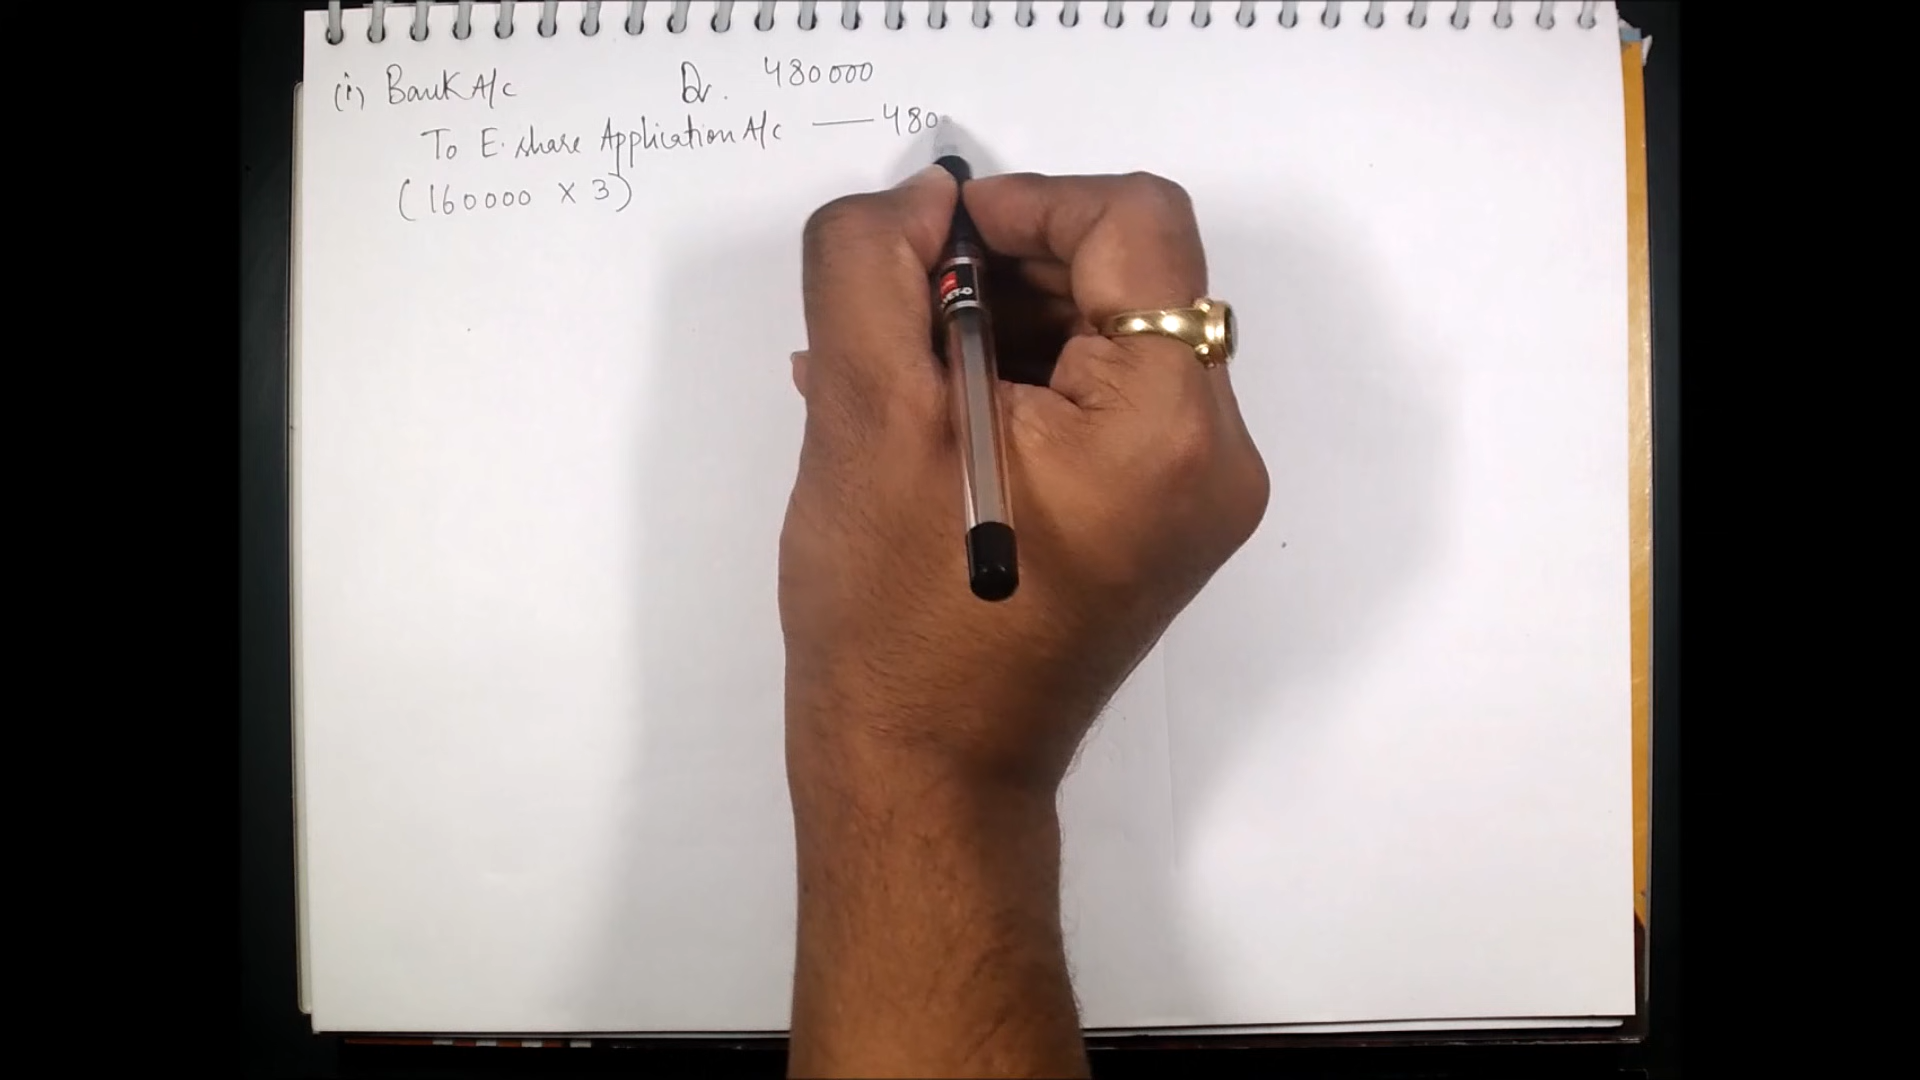 (i) Bank A/c Dr. 480000
To E. share Application A/c — 480
(160000 × 3)